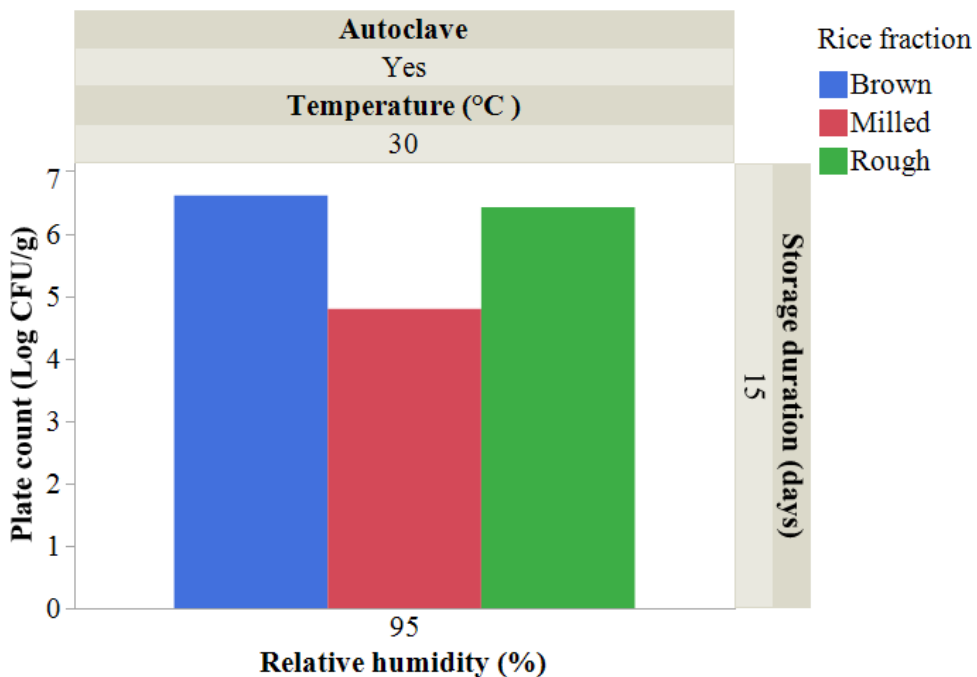 Autoclave
Yes
Temperature (°C )
30
Rice fraction
Brown
Milled
Rough
Plate count (Log CFU/g)
7
6
5
4
3
2
1
0
15
Storage duration (days)
95
Relative humidity (%)